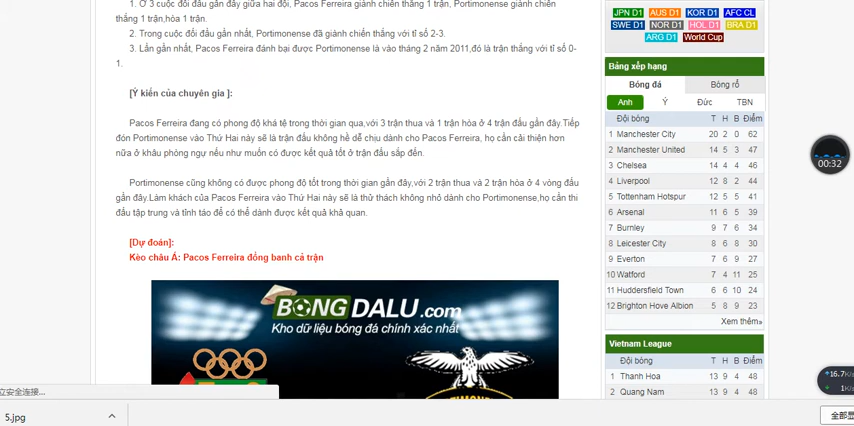 1. Ở 3 cuộc đối đầu gần đây giữa hai đội, Pacos Ferreira giành chiến thắng 1 trận, Portimonense giành chiến
thắng 1 trận,hòa 1 trận.
2. Trong cuộc đối đầu gần nhất, Portimonense đã giành chiến thắng với tỉ số 2-3.
3. Lần gần nhất, Pacos Ferreira đánh bại được Portimonense là vào tháng 2 năm 2011,đó là trận thắng với tỉ số 0-
1.
[Ý kiến của chuyên gia ]:
Pacos Ferreira đang có phong độ khá tệ trong thời gian qua,với 3 trận thua và 1 trận hòa ở 4 trận đấu gần đây.Tiếp
đón Portimonense vào Thứ Hai này sẽ là trận đấu không hề dễ chịu dành cho Pacos Ferreira, họ cần cải thiện hơn
nữa ở khâu phòng ngự nếu như muốn có được kết quả tốt ở trận đấu sắp đến.
Portimonense cũng không có được phong độ tốt trong thời gian gần đây,với 2 trận thua và 2 trận hòa ở 4 vòng đấu
gần đây.Làm khách của Pacos Ferreira vào Thứ Hai này sẽ là thử thách không nhỏ dành cho Portimonense,họ cần thi
đấu tập trung và tỉnh táo để có thể dành được kết quả khả quan.
[Dự đoán]:
Kèo châu Á: Pacos Ferreira đồng banh cả trận
BONGDALU.com
Kho dữ liệu bóng đá chính xác nhất
JPN D1 AUS D1 KOR D1 AFC CL
SWE D1 NOR D1 HOL D1 BRA D1
ARG D1 World Cup
Bảng xếp hạng
Bóng đá Bóng rổ
Anh Ý Đức TBN
Đội bóng T H B Điểm
1 Manchester City 20 2 0 62
2 Manchester United 14 5 3 47
3 Chelsea 14 4 4 46
4 Liverpool 12 8 2 44
5 Tottenham Hotspur 12 5 5 41
6 Arsenal 11 6 5 39
7 Burnley 9 7 6 34
8 Leicester City 8 6 8 30
9 Everton 7 6 9 27
10 Watford 7 4 11 25
11 Huddersfield Town 6 6 10 24
12 Brighton Hove Albion 5 8 9 23
Xem thêm»
Vietnam League
Đội bóng T H B Điểm
1 Thanh Hoa 13 9 4 48
2 Quang Nam 13 9 4 48
00:32
16.7K/s
1K/s
立安全连接...
5.jpg
全部显